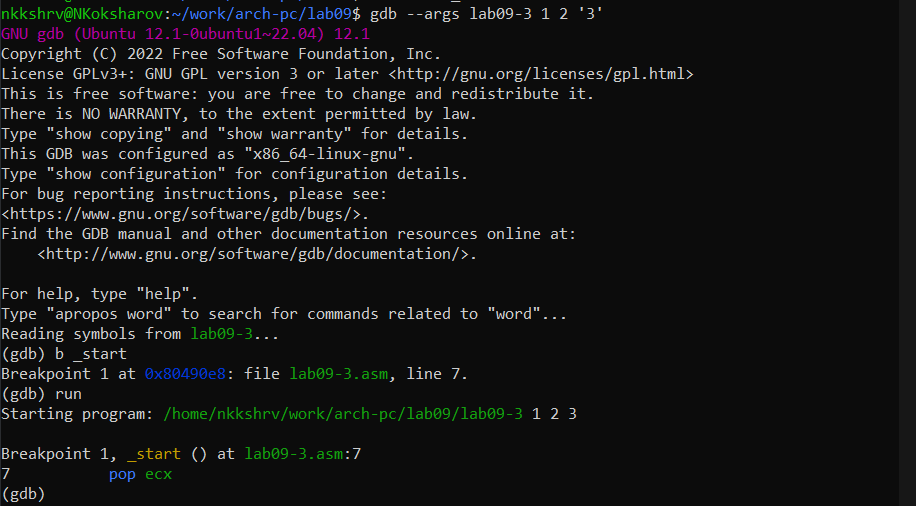 nkkshrv@NKoksharov:~/work/arch-pc/lab09$ gdb --args lab09-3 1 2 '3'
GNU gdb (Ubuntu 12.1-0ubuntu1~22.04) 12.1
Copyright (C) 2022 Free Software Foundation, Inc.
License GPLv3+: GNU GPL version 3 or later <http://gnu.org/licenses/gpl.html>
This is free software: you are free to change and redistribute it.
There is NO WARRANTY, to the extent permitted by law.
Type "show copying" and "show warranty" for details.
This GDB was configured as "x86_64-linux-gnu".
Type "show configuration" for configuration details.
For bug reporting instructions, please see:
<https://www.gnu.org/software/gdb/bugs/>.
Find the GDB manual and other documentation resources online at:
    <http://www.gnu.org/software/gdb/documentation/>.

For help, type "help".
Type "apropos word" to search for commands related to "word"...
Reading symbols from lab09-3...
(gdb) b _start
Breakpoint 1 at 0x80490e8: file lab09-3.asm, line 7.
(gdb) run
Starting program: /home/nkkshrv/work/arch-pc/lab09/lab09-3 1 2 3

Breakpoint 1, _start () at lab09-3.asm:7
7           pop ecx
(gdb)